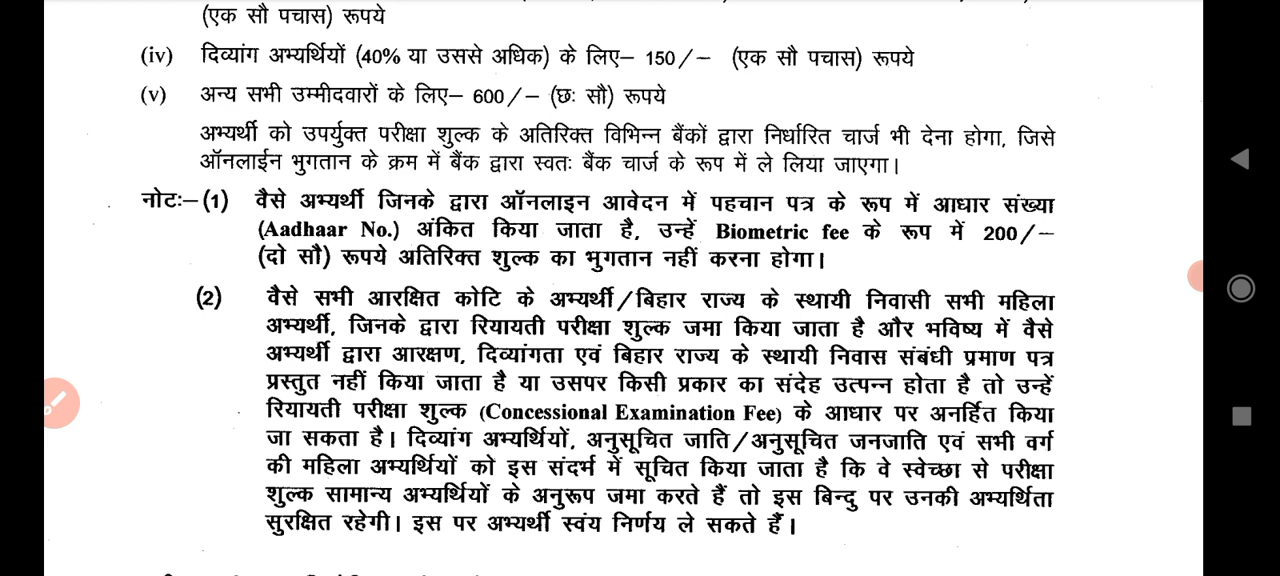 (एक सौ पचास) रूपये
(iv) दिव्यांग अभ्यर्थियों (40% या उससे अधिक) के लिए– 150/– (एक सौ पचास) रूपये
(v) अन्य सभी उम्मीदवारों के लिए– 600/– (छः सौ) रूपये
अभ्यर्थी को उपर्युक्त परीक्षा शुल्क के अतिरिक्त विभिन्न बैंकों द्वारा निर्धारित चार्ज भी देना होगा, जिसे
ऑनलाईन भुगतान के क्रम में बैंक द्वारा स्वतः बैंक चार्ज के रूप में ले लिया जाएगा।
नोटः–(1) वैसे अभ्यर्थी जिनके द्वारा ऑनलाइन आवेदन में पहचान पत्र के रूप में आधार संख्या
(Aadhaar No.) अंकित किया जाता है, उन्हें Biometric fee के रूप में 200/–
(दो सौ) रूपये अतिरिक्त शुल्क का भुगतान नहीं करना होगा।
(2) वैसे सभी आरक्षित कोटि के अभ्यर्थी/बिहार राज्य के स्थायी निवासी सभी महिला
अभ्यर्थी, जिनके द्वारा रियायती परीक्षा शुल्क जमा किया जाता है और भविष्य में वैसे
अभ्यर्थी द्वारा आरक्षण, दिव्यांगता एवं बिहार राज्य के स्थायी निवास संबंधी प्रमाण पत्र
प्रस्तुत नहीं किया जाता है या उसपर किसी प्रकार का संदेह उत्पन्न होता है तो उन्हें
रियायती परीक्षा शुल्क (Concessional Examination Fee) के आधार पर अनर्हित किया
जा सकता है। दिव्यांग अभ्यर्थियों, अनुसूचित जाति/अनुसूचित जनजाति एवं सभी वर्ग
की महिला अभ्यर्थियों को इस संदर्भ में सूचित किया जाता है कि वे स्वेच्छा से परीक्षा
शुल्क सामान्य अभ्यर्थियों के अनुरूप जमा करते हैं तो इस बिन्दु पर उनकी अभ्यर्थिता
सुरक्षित रहेगी। इस पर अभ्यर्थी स्वंय निर्णय ले सकते हैं।